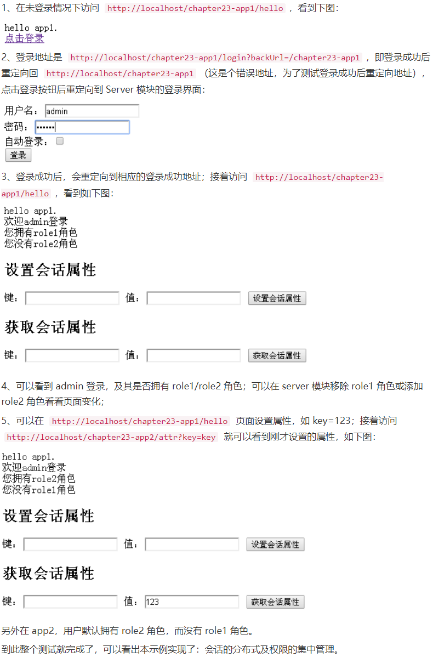 1、在未登录情况下访问 http://localhost/chapter23-app1/hello ，看到下图：
hello app1.
点击登录
2、登录地址是 http://localhost/chapter23-app1/login?backUrl=/chapter23-app1 ，即登录成功后
重定向回 http://localhost/chapter23-app1 （这是个错误地址，为了测试登录成功后重定向地址），
点击登录按钮后重定向到 Server 模块的登录界面：
用户名：admin
密码：••••••
自动登录：
登录
3、登录成功后，会重定向到相应的登录成功地址；接着访问 http://localhost/chapter23-
app1/hello ，看到如下图：
hello app1.
欢迎admin登录
您拥有role1角色
您没有role2角色
设置会话属性
键： 值： 设置会话属性
获取会话属性
键： 值： 获取会话属性
4、可以看到 admin 登录，及其是否拥有 role1/role2 角色；可以在 server 模块移除 role1 角色或添加
role2 角色看看页面变化；
5、可以在 http://localhost/chapter23-app1/hello 页面设置属性，如 key=123；接着访问
http://localhost/chapter23-app2/attr?key=key 就可以看到刚才设置的属性，如下图：
hello app1.
欢迎admin登录
您拥有role2角色
您没有role1角色
设置会话属性
键： 值： 设置会话属性
获取会话属性
键： 值：123 获取会话属性
另外在 app2，用户默认拥有 role2 角色，而没有 role1 角色。
到此整个测试就完成了，可以看出本示例实现了：会话的分布式及权限的集中管理。